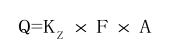 Q=K_Z × F × A